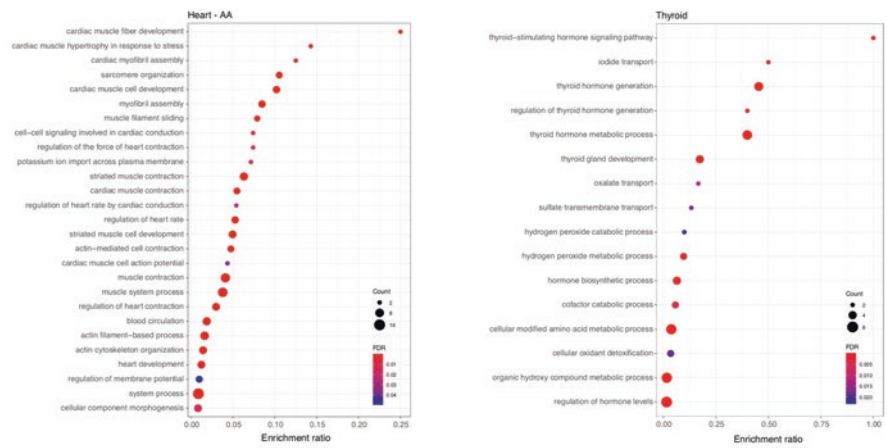 Heart - AA
cardiac muscle fiber development
cardiac muscle hypertrophy in response to stress
cardiac myofibril assembly
sarcomere organization
cardiac muscle cell development
myofibril assembly
muscle filament sliding
cell-cell signaling involved in cardiac conduction
regulation of the force of heart contraction
potassium ion import across plasma membrane
striated muscle contraction
cardiac muscle contraction
regulation of heart rate by cardiac conduction
regulation of heart rate
striated muscle cell development
actin-mediated cell contraction
cardiac muscle cell action potential
muscle contraction
muscle system process
regulation of heart contraction
blood circulation
actin filament-based process
actin cytoskeleton organization
heart development
regulation of membrane potential
system process
cellular component morphogenesis
Count
2
FDR
0.01
0.02
0.03
0.04
0.00 0.05 0.10 0.15 0.20 0.25
Enrichment ratio
Thyroid
thyroid-stimulating hormone signaling pathway
iodide transport
thyroid hormone generation
regulation of thyroid hormone generation
thyroid hormone metabolic process
thyroid gland development
oxalate transport
sulfate transmembrane transport
hydrogen peroxide catabolic process
hydrogen peroxide metabolic process
hormone biosynthetic process
cofactor catabolic process
cellular modified amino acid metabolic process
cellular oxidant detoxification
organic hydroxy compound metabolic process
regulation of hormone levels
Count
2
4
FDR
0.005
0.010
0.015
0.020
0.00 0.25 0.50 0.75 1.00
Enrichment ratio